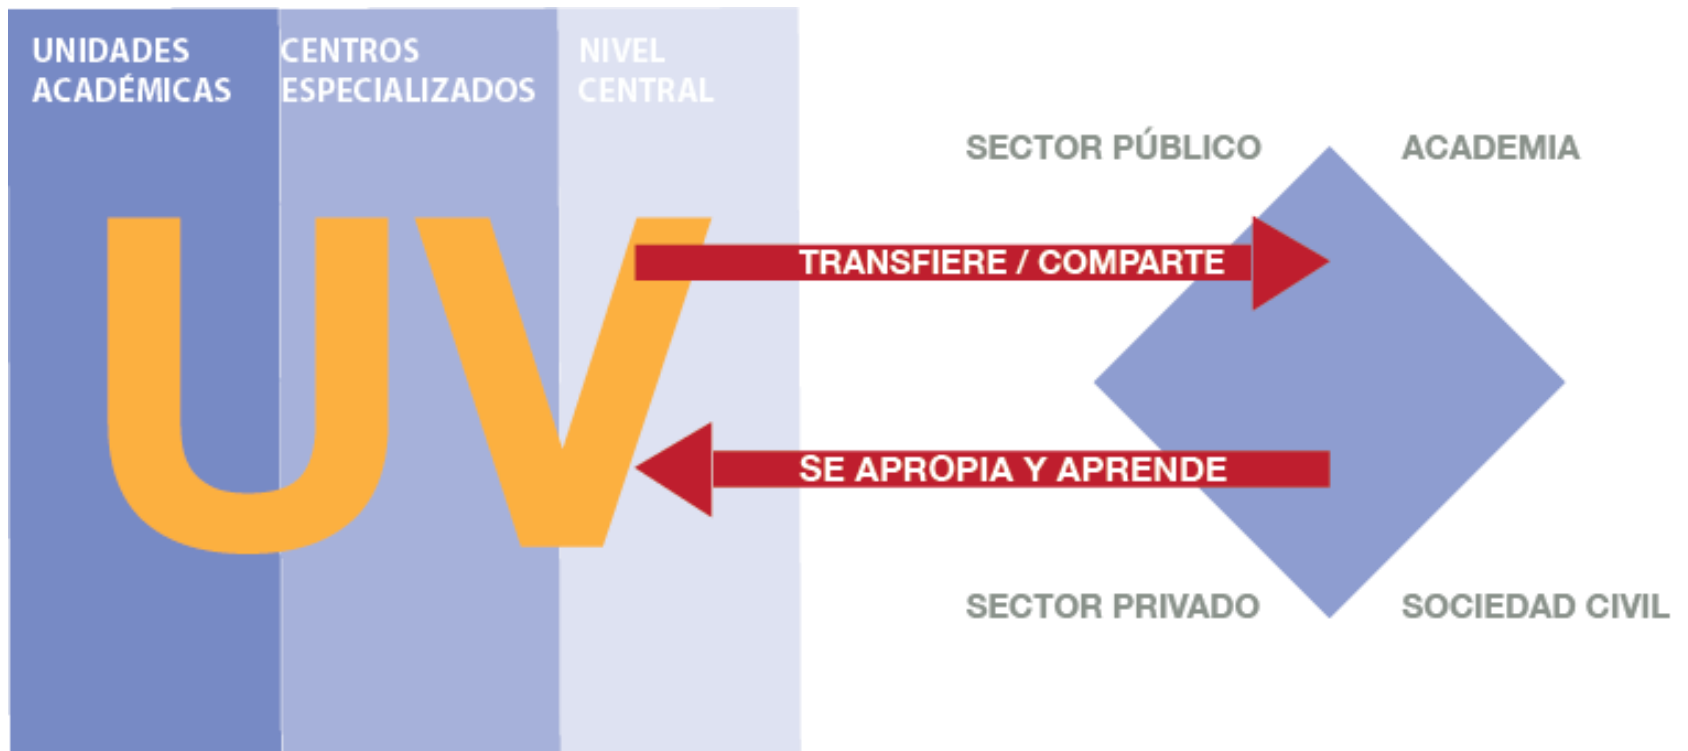 UNIDADES
ACADÉMICAS
CENTROS
ESPECIALIZADOS
NIVEL
CENTRAL
UV
SECTOR PÚBLICO
ACADEMIA
TRANSFIERE / COMPARTE
SE APROPIA Y APRENDE
SECTOR PRIVADO
SOCIEDAD CIVIL